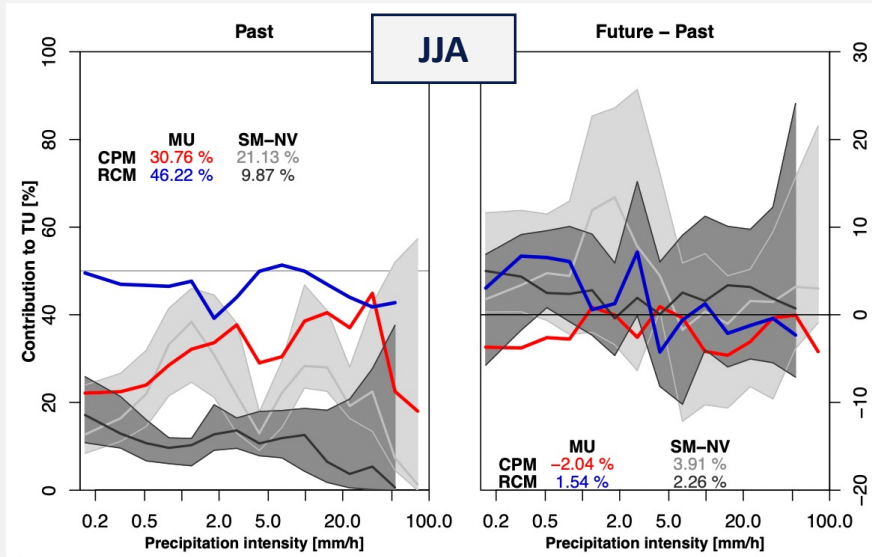 JJA
Past
Future – Past
100
80
60
40
20
0
Contribution to TU [%]
MU SM–NV
CPM 30.76 % 21.13 %
RCM 46.22 % 9.87 %
0.2 0.5 2.0 5.0 20.0 100.0
Precipitation intensity [mm/h]
30
20
10
0
−10
−20
MU SM–NV
CPM −2.04 % 3.91 %
RCM 1.54 % 2.26 %
0.2 0.5 2.0 5.0 20.0 100.0
Precipitation intensity [mm/h]